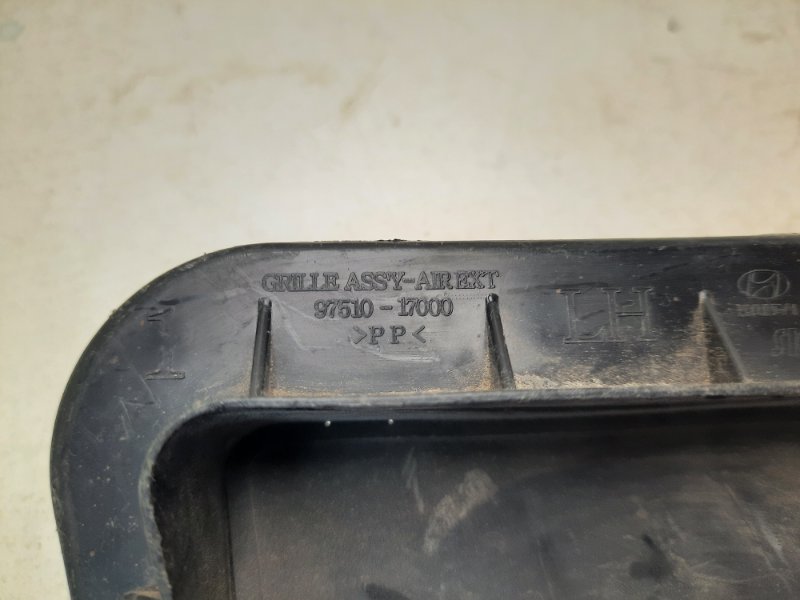 GRILLE ASS'Y-AIR EXT
97510-17000
>PP<
LH